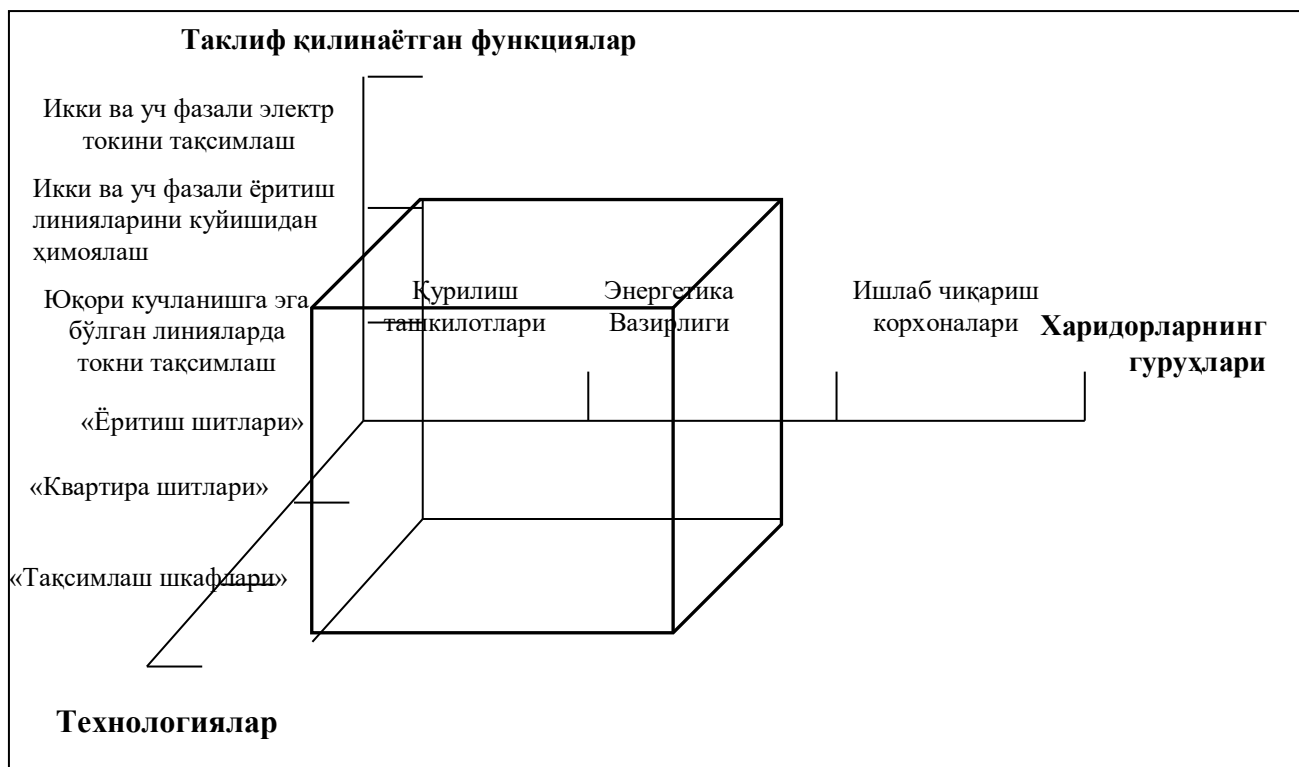 Таклиф қилинаётган функциялар
Икки ва уч фазали электр
токини тақсимлаш
Икки ва уч фазали ёритиш
линияларини куйишидан
ҳимоялаш
Юқори кучланишга эга
бўлган линияларда
токни тақсимлаш
Қурилиш
ташкилотлари
Энергетика
Вазирлиги
Ишлаб чиқариш
корхоналари
Харидорларнинг
гуруҳлари
«Ёритиш шитлари»
«Квартира шитлари»
«Тақсимлаш шкафлари»
Технологиялар